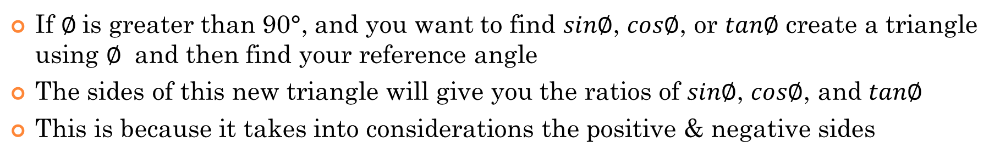 If ∅ is greater than 90°, and you want to find sin∅, cos∅, or tan∅ create a triangle
using ∅ and then find your reference angle
The sides of this new triangle will give you the ratios of sin∅, cos∅, and tan∅
This is because it takes into considerations the positive & negative sides